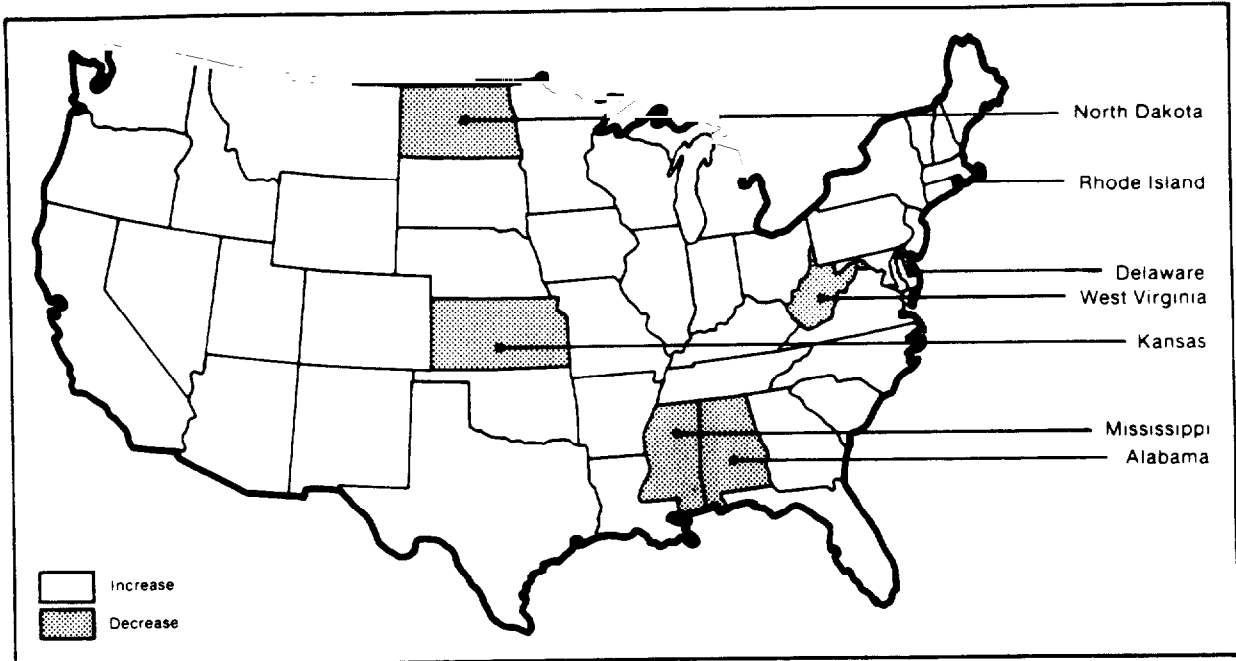 North Dakota
Rhode Island
Delaware
West Virginia
Kansas
Mississippi
Alabama
Increase
Decrease